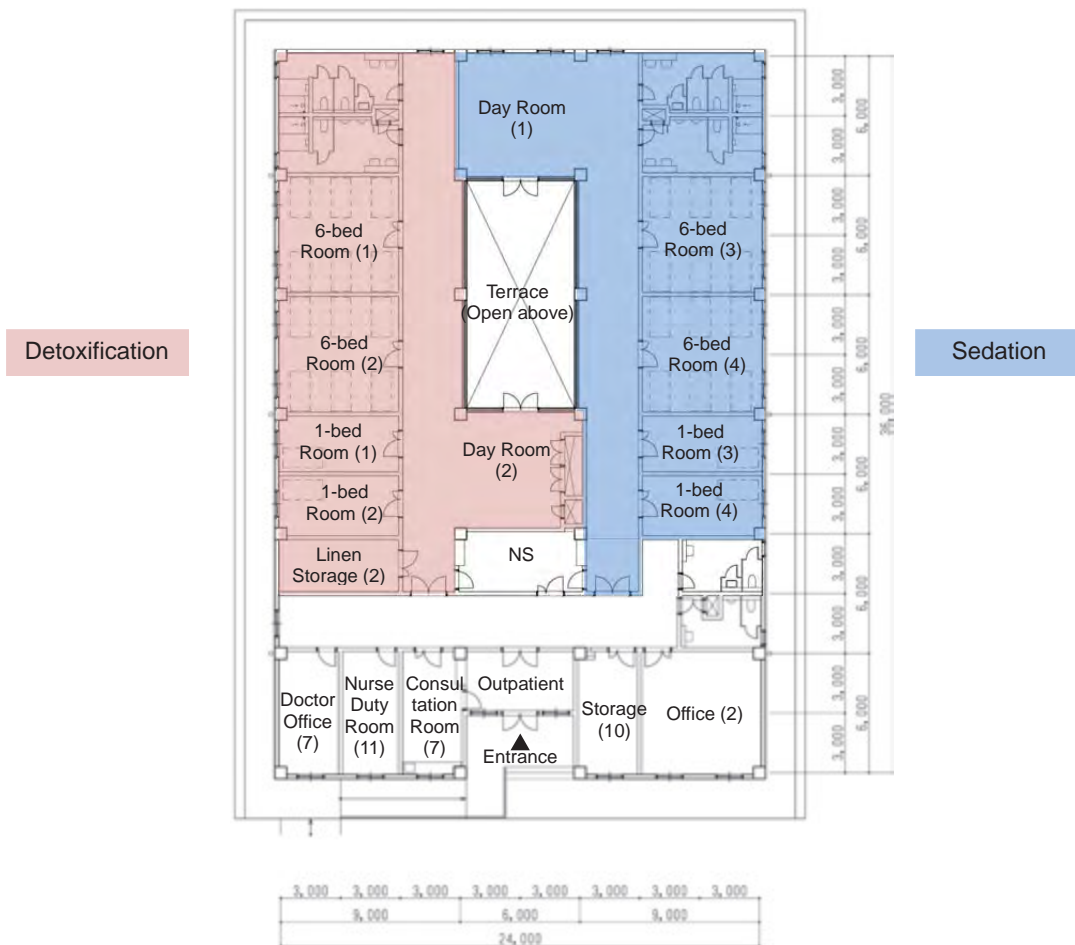 Day Room
(1)
6-bed
Room (1)
6-bed
Room (3)
Terrace
(Open above)
Detoxification
6-bed
Room (2)
6-bed
Room (4)
Sedation
1-bed
Room (1)
Day Room
(2)
1-bed
Room (3)
1-bed
Room (2)
1-bed
Room (4)
Linen
Storage (2)
NS
Doctor
Office
(7)
Nurse
Duty
Room
(11)
Consul
tation
Room
(7)
Outpatient
Entrance
Storage
(10)
Office (2)
3,000
3,000
3,000
3,000
3,000
3,000
3,000
3,000
3,000
3,000
3,000
3,000
6,000
6,000
6,000
6,000
6,000
6,000
36,000
3,000 3,000 3,000 3,000 3,000 3,000 3,000 3,000
9,000 6,000 9,000
24,000